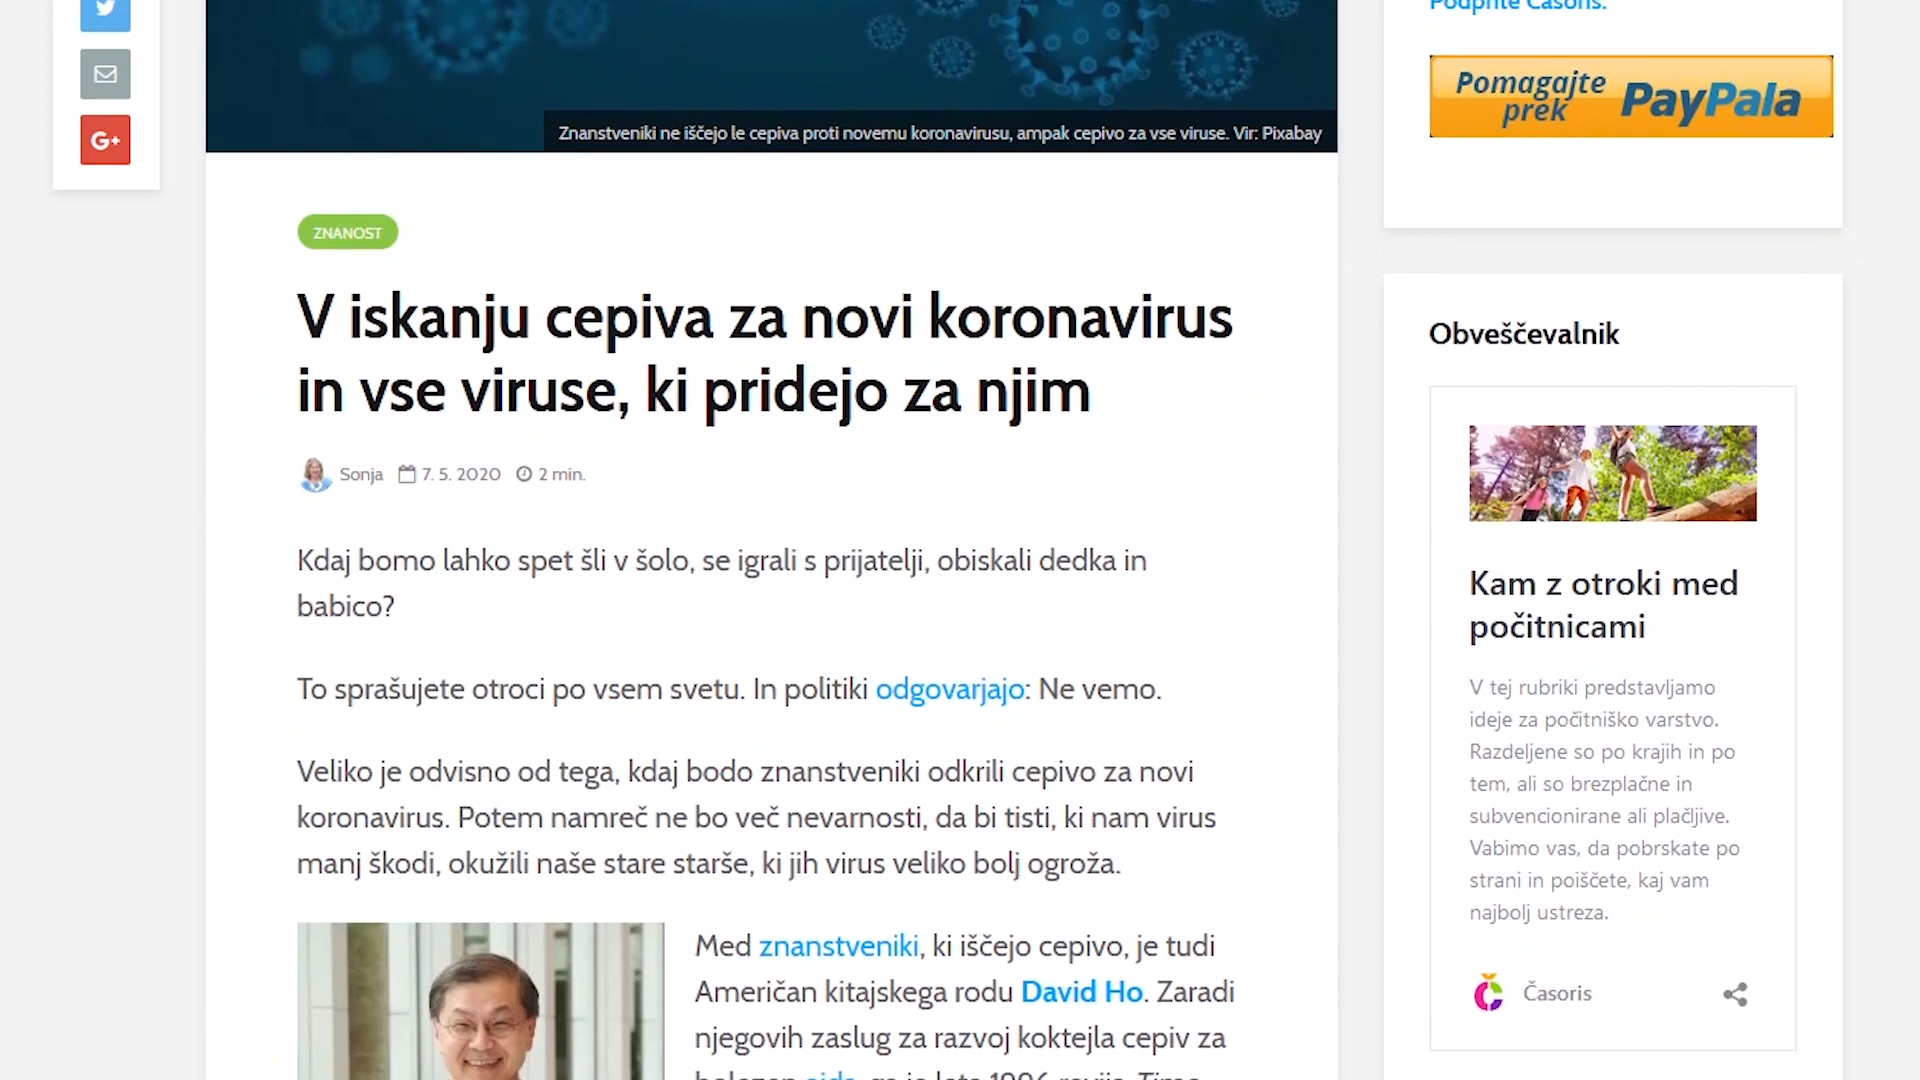 Podprite Časoris.
Pomagajte
prek PayPala
G+
Znanstveniki ne iščejo le cepiva proti novemu koronavirusu, ampak cepivo za vse viruse. Vir: Pixabay
ZNANOST
V iskanju cepiva za novi koronavirus
in vse viruse, ki pridejo za njim
Sonja 7. 5. 2020 2 min.
Kdaj bomo lahko spet šli v šolo, se igrali s prijatelji, obiskali dedka in
babico?
To sprašujete otroci po vsem svetu. In politiki odgovarjajo: Ne vemo.
Veliko je odvisno od tega, kdaj bodo znanstveniki odkrili cepivo za novi
koronavirus. Potem namreč ne bo več nevarnosti, da bi tisti, ki nam virus
manj škodi, okužili naše stare starše, ki jih virus veliko bolj ogroža.
Med znanstveniki, ki iščejo cepivo, je tudi
Američan kitajskega rodu David Ho. Zaradi
njegovih zaslug za razvoj koktejla cepiv za
bolezen aids, ga je leta 1996 revija Time
Obveščevalnik
Kam z otroki med
počitnicami
V tej rubriki predstavljamo
ideje za počitniško varstvo.
Razdeljene so po krajih in po
tem, ali so brezplačne in
subvencionirane ali plačljive.
Vabimo vas, da pobrskate po
strani in poiščete, kaj vam
najbolj ustreza.
Časoris